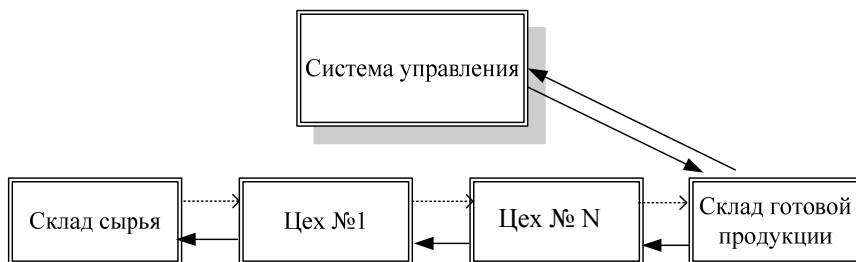 Система управления
Склад сырья
Цех №1
Цех № N
Склад готовой
продукции